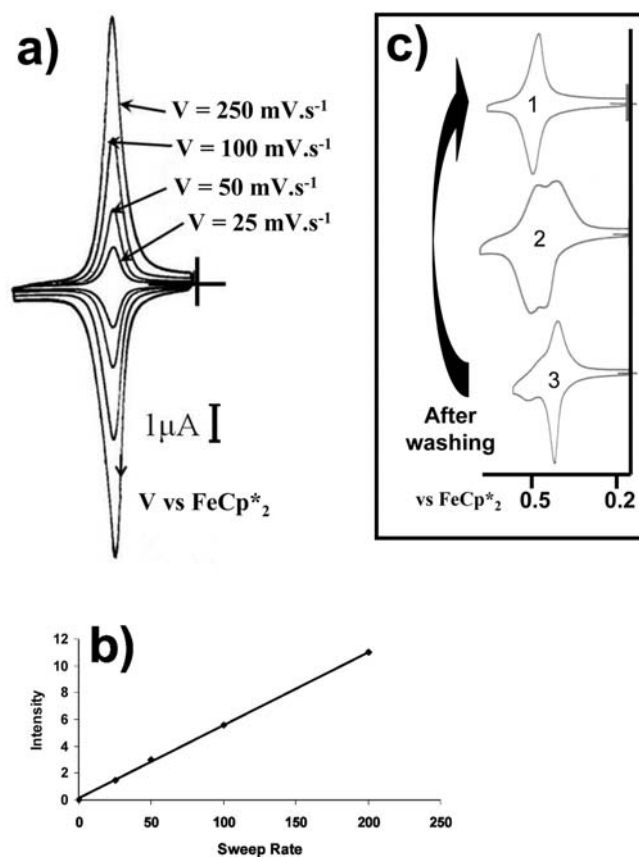 a)
V = 250 mV.s⁻¹
V = 100 mV.s⁻¹
V = 50 mV.s⁻¹
V = 25 mV.s⁻¹
1µA
V vs FeCp*₂
c)
1
2
3
After
washing
vs FeCp*₂ 0.5 0.2
b)
Intensity
12
10
8
6
4
2
0
0 50 100 150 200 250
Sweep Rate